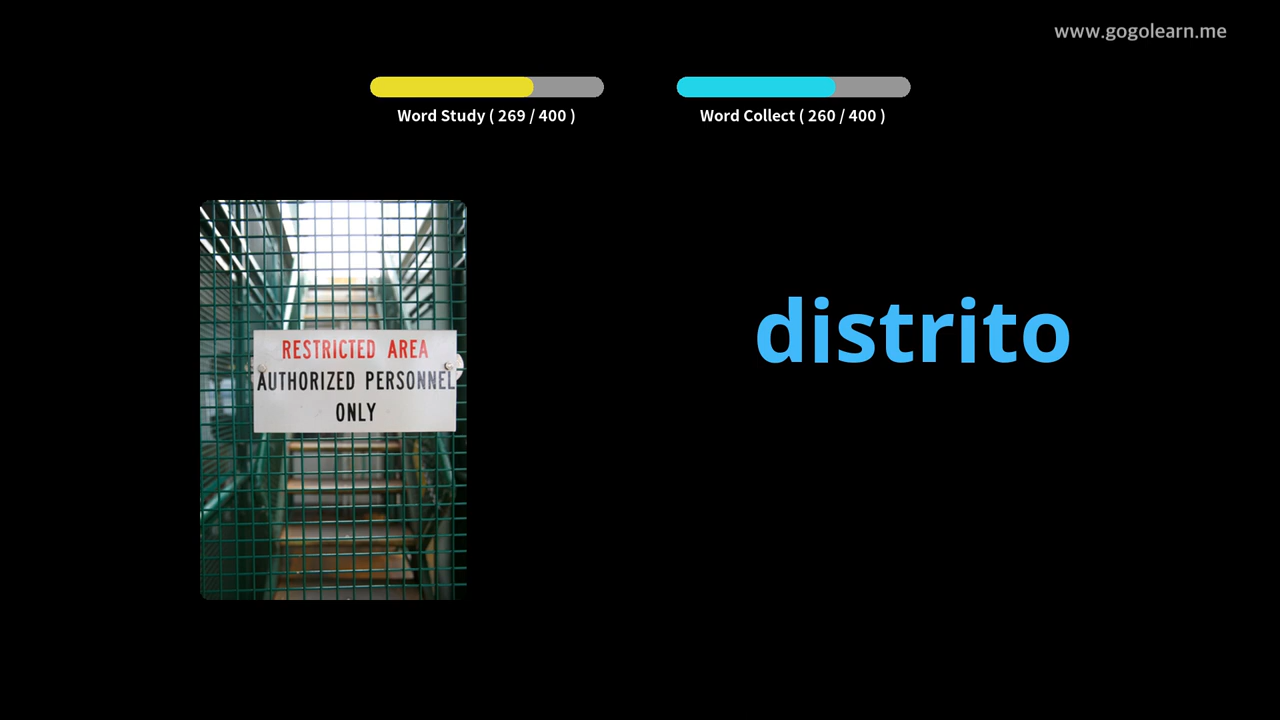 www.gogolearn.me
Word Study ( 269 / 400 )
Word Collect ( 260 / 400 )
RESTRICTED AREA
AUTHORIZED PERSONNEL
ONLY
distrito